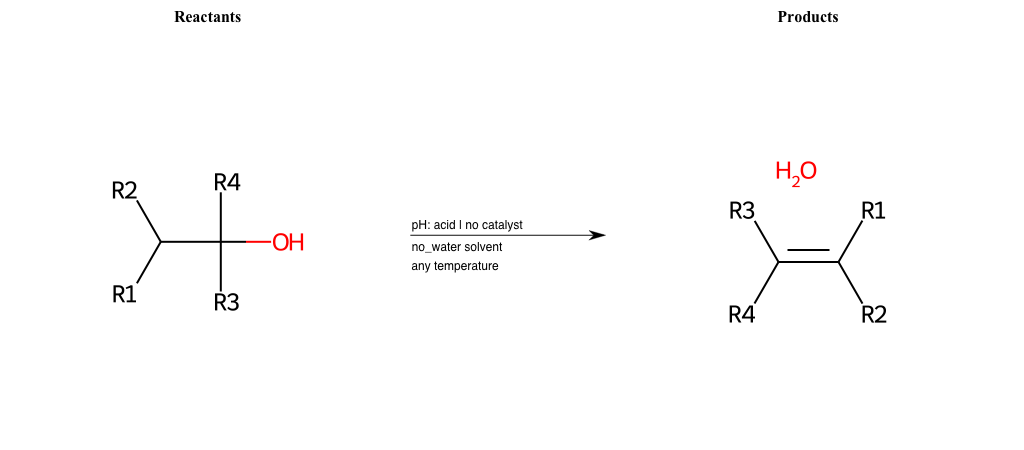 Reactants
Products
R2
R4
OH
R1
R3
pH: acid | no catalyst
no_water solvent
any temperature
H₂O
R3
R1
R4
R2